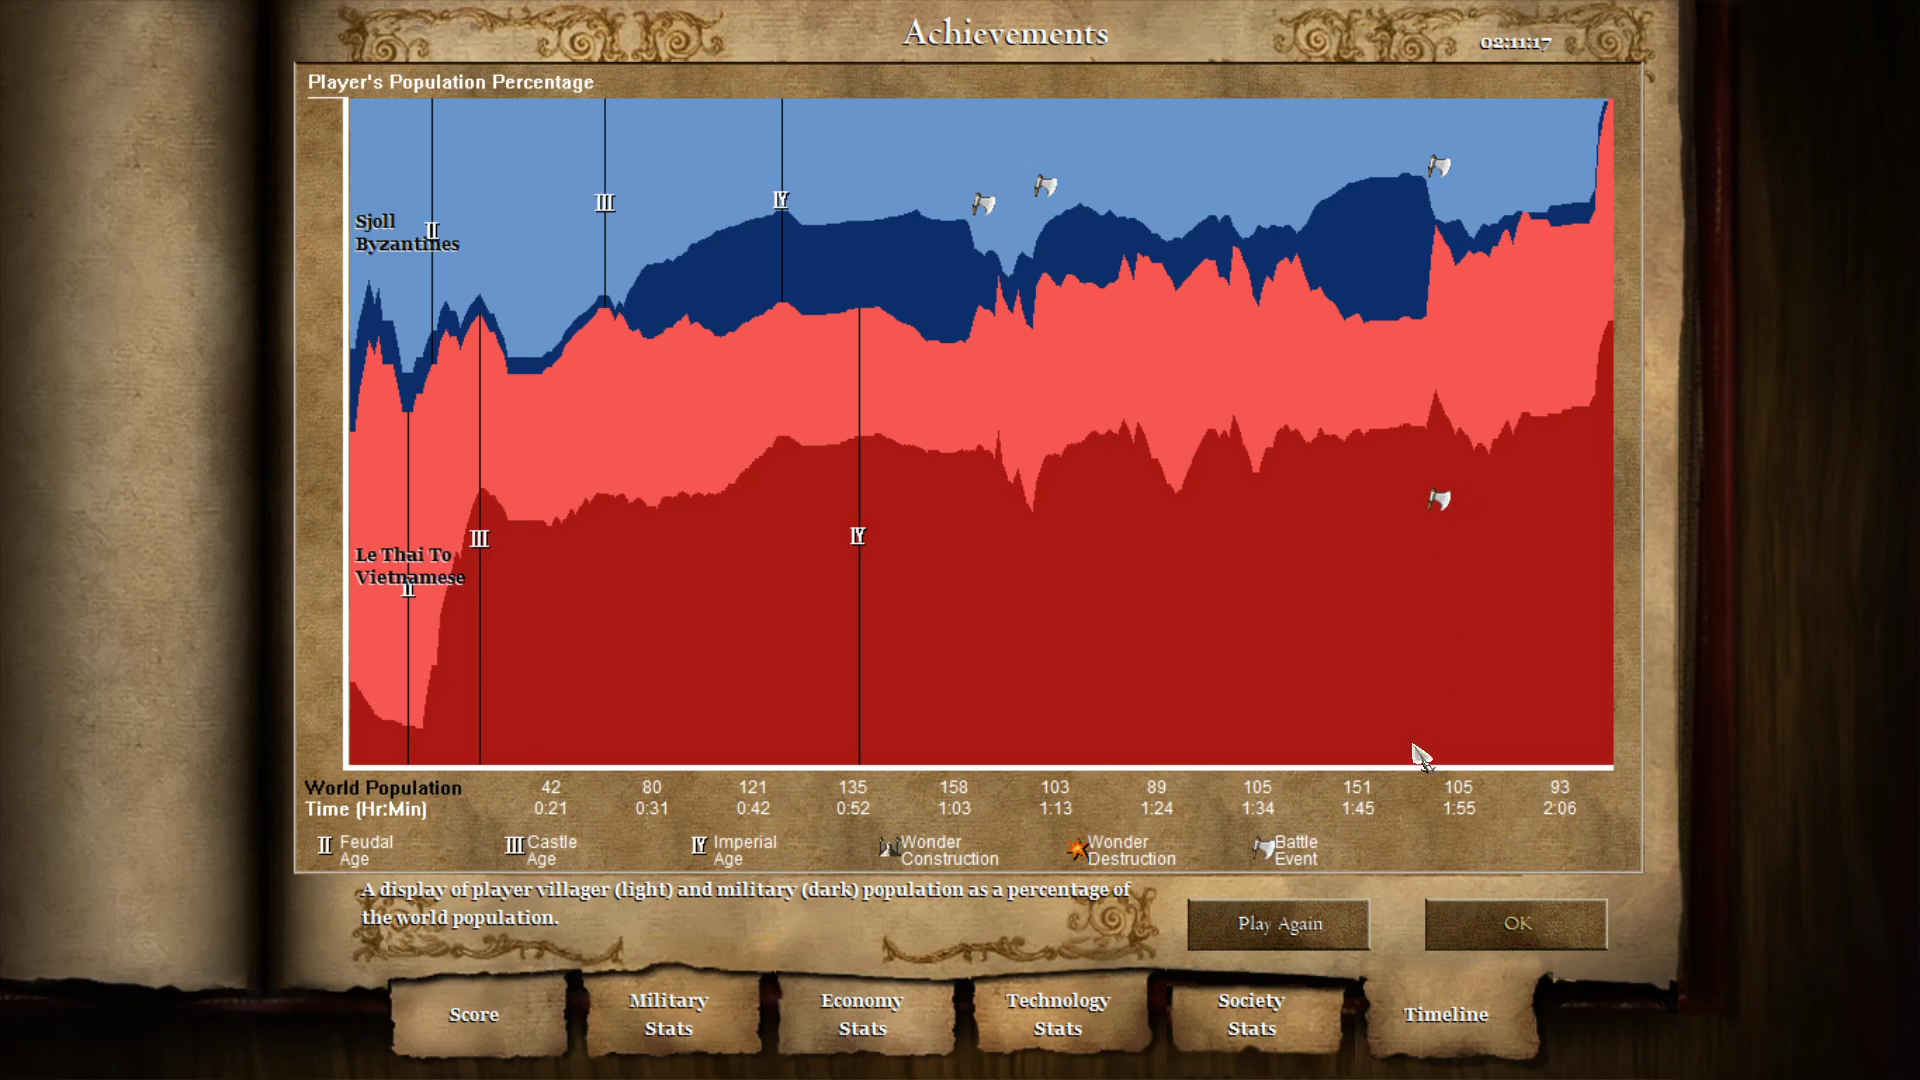 Achievements
02:11:17
Player's Population Percentage
II
III
IV
Sjoll
Byzantines
III
IV
Le Thai To
Vietnamese
II
World Population 42 80 121 135 158 103 89 105 151 105 93
Time (Hr:Min) 0:21 0:31 0:42 0:52 1:03 1:13 1:24 1:34 1:45 1:55 2:06
II Feudal Age
III Castle Age
IV Imperial Age
Wonder Construction
Wonder Destruction
Battle Event
A display of player villager (light) and military (dark) population as a percentage of
the world population.
Play Again
OK
Score
Military
Stats
Economy
Stats
Technology
Stats
Society
Stats
Timeline